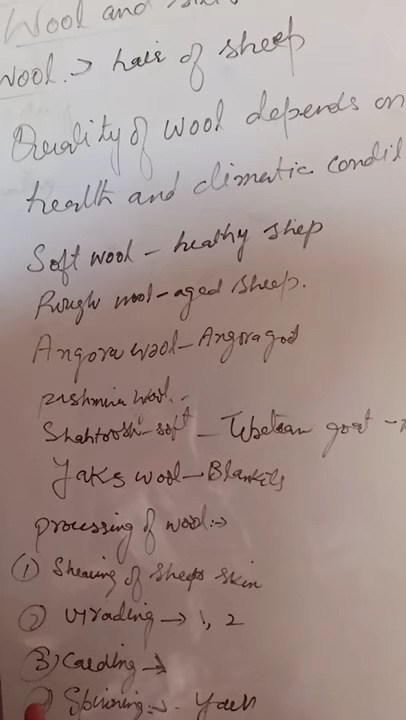 Wool and
Wool :-> hair of sheep
Quality of wool depends on
health and climatic condi
Soft wool - healthy sheep
Rough wool - aged sheep.
Angora wool - Angora goat
pashmina wool. -
Shahtoosh - soft - Tibetan goat -
Yaks wool - Blankets
processing of wool :->
① Shearing of sheeps skin
② Grading -> 1, 2
③ Carding ->
Spinning :- yarn